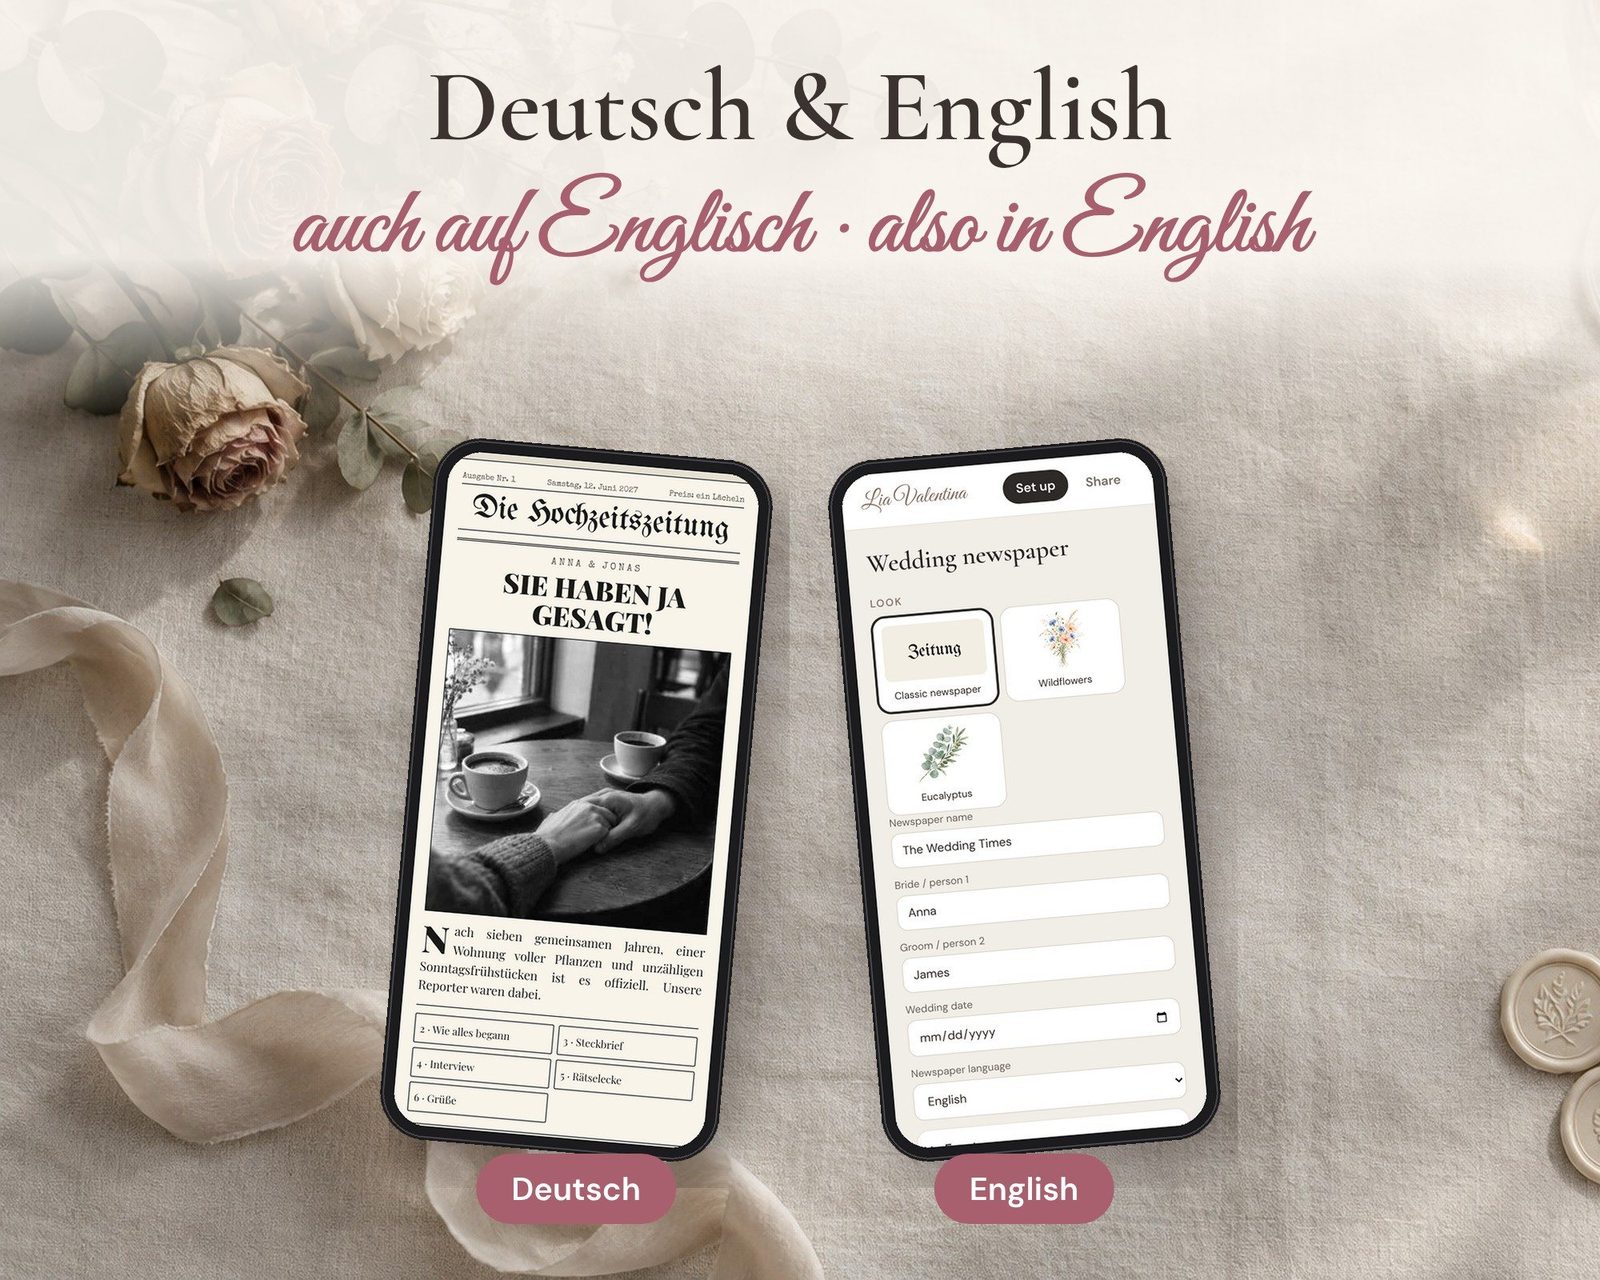 Deutsch & English
auch auf Englisch · also in English
Ausgabe Nr. 1 Samstag, 12. Juni 2027 Preis: ein Lächeln
Die Hochzeitszeitung
ANNA & JONAS
SIE HABEN JA
GESAGT!
Nach sieben gemeinsamen Jahren, einer
Wohnung voller Pflanzen und unzähligen
Sonntagsfrühstücken ist es offiziell. Unsere
Reporter waren dabei.
2 · Wie alles begann
3 · Steckbrief
4 · Interview
5 · Rätselecke
6 · Grüße
Deutsch
Lia Valentina Set up Share
Wedding newspaper
LOOK
Zeitung
Classic newspaper
Wildflowers
Eucalyptus
Newspaper name
The Wedding Times
Bride / person 1
Anna
Groom / person 2
James
Wedding date
mm/dd/yyyy
Newspaper language
English
English